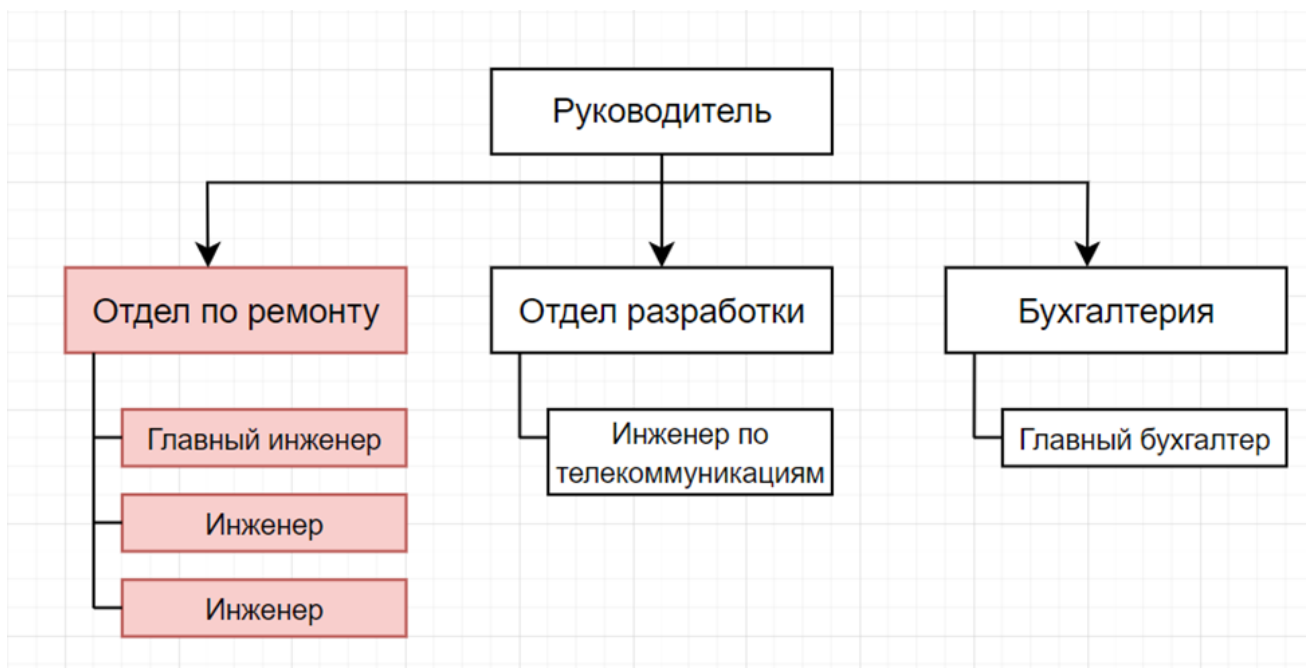 Руководитель
Отдел по ремонту
Отдел разработки
Бухгалтерия
Главный инженер
Инженер
Инженер
Инженер по
телекоммуникациям
Главный бухгалтер